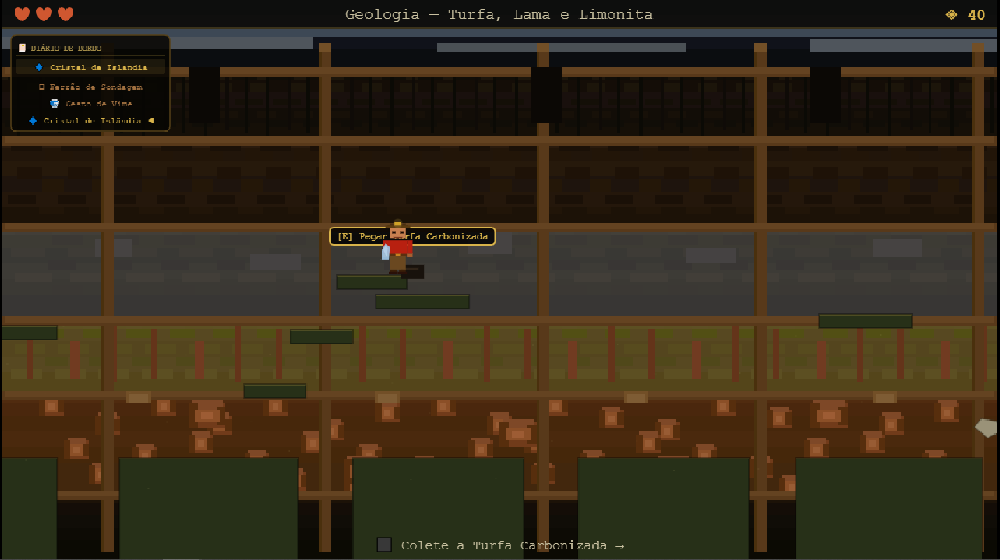 Geologia — Turfa, Lama e Limonita
40
DIÁRIO DE BORDO
Cristal de Islandia
Ferrão de Sondagem
Cesto de Vime
Cristal de Islândia ◄
[E] Pegar Turfa Carbonizada
Colete a Turfa Carbonizada →